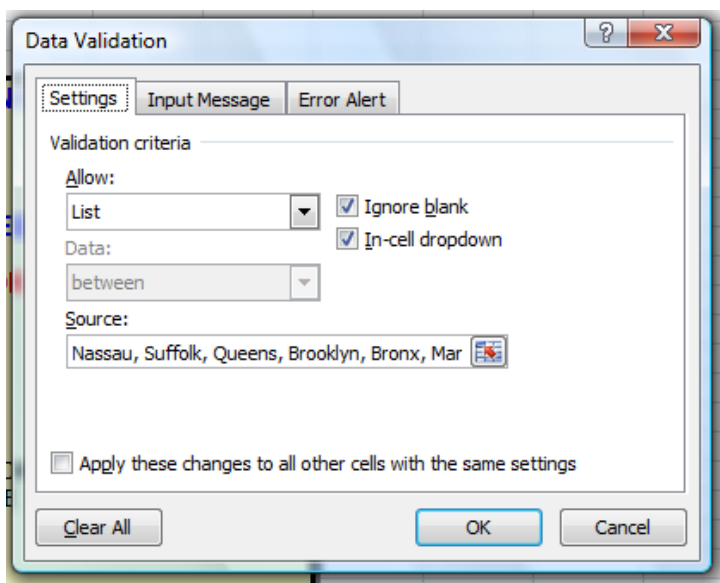 Data Validation
Settings
Input Message
Error Alert
Validation criteria
Allow:
List
Ignore blank
In-cell dropdown
Data:
between
Source:
Nassau, Suffolk, Queens, Brooklyn, Bronx, Mar
Apply these changes to all other cells with the same settings
Clear All
OK
Cancel